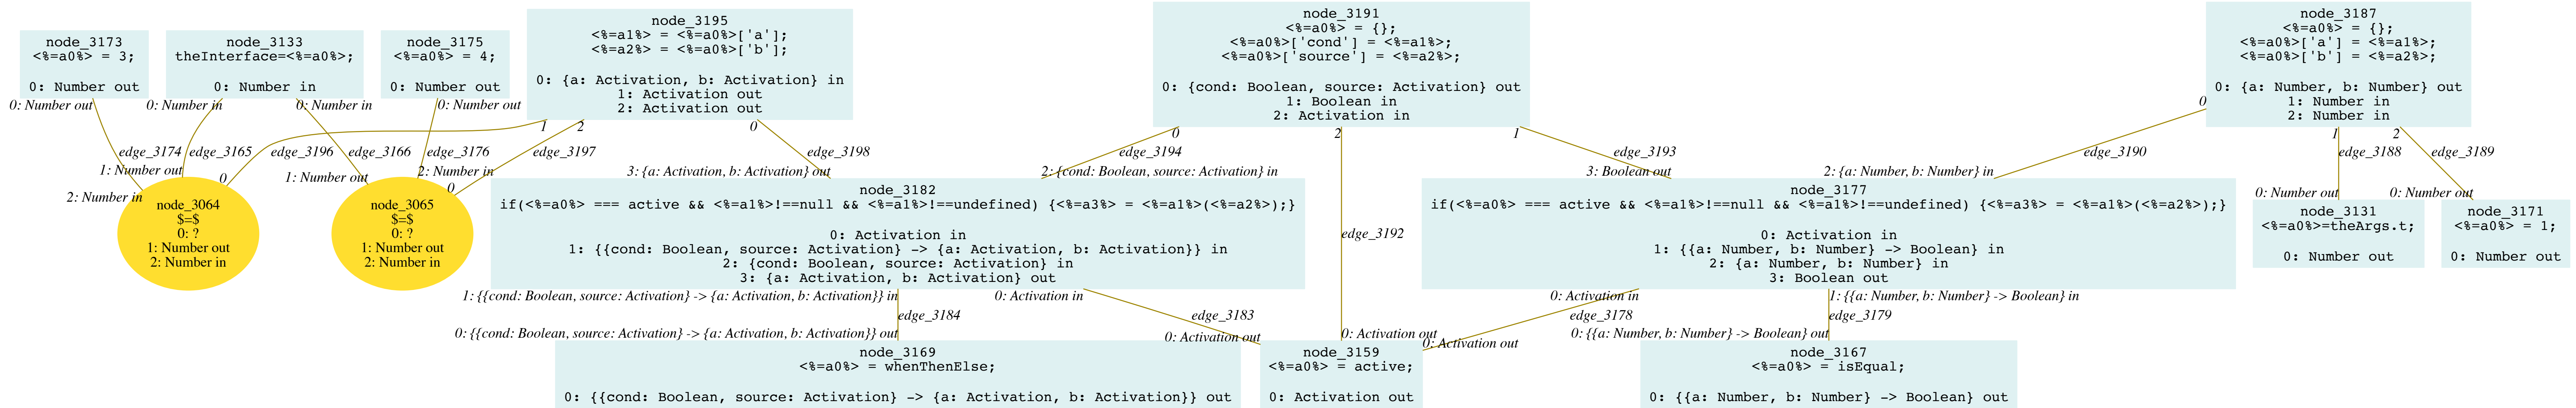 node_3173
<%=a0%> = 3;
0: Number out
node_3133
theInterface=<%=a0%>;
0: Number in
node_3175
<%=a0%> = 4;
0: Number out
node_3195
<%=a1%> = <%=a0%>['a'];
<%=a2%> = <%=a0%>['b'];
0: {a: Activation, b: Activation} in
1: Activation out
2: Activation out
node_3191
<%=a0%> = {};
<%=a0%>['cond'] = <%=a1%>;
<%=a0%>['source'] = <%=a2%>;
0: {cond: Boolean, source: Activation} out
1: Boolean in
2: Activation in
node_3187
<%=a0%> = {};
<%=a0%>['a'] = <%=a1%>;
<%=a0%>['b'] = <%=a2%>;
0: {a: Number, b: Number} out
1: Number in
2: Number in
0: Number out
0: Number in
0: Number in
0: Number out
1
2
0
0
2
1
0
1
2
edge_3174
edge_3165
edge_3196
edge_3166
edge_3176
edge_3197
edge_3198
edge_3194
edge_3193
edge_3190
edge_3188
edge_3189
2: Number in
1: Number out
0
1: Number out
2: Number in
0
3: {a: Activation, b: Activation} out
2: {cond: Boolean, source: Activation} in
3: Boolean out
2: {a: Number, b: Number} in
0: Number out
0: Number out
node_3064
$=$
0: ?
1: Number out
2: Number in
node_3065
$=$
0: ?
1: Number out
2: Number in
node_3182
if(<%=a0%> === active && <%=a1%>!==null && <%=a1%>!==undefined) {<%=a3%> = <%=a1%>(<%=a2%>);}
0: Activation in
1: {{cond: Boolean, source: Activation} -> {a: Activation, b: Activation}} in
2: {cond: Boolean, source: Activation} in
3: {a: Activation, b: Activation} out
edge_3192
node_3177
if(<%=a0%> === active && <%=a1%>!==null && <%=a1%>!==undefined) {<%=a3%> = <%=a1%>(<%=a2%>);}
0: Activation in
1: {{a: Number, b: Number} -> Boolean} in
2: {a: Number, b: Number} in
3: Boolean out
node_3131
<%=a0%>=theArgs.t;
0: Number out
node_3171
<%=a0%> = 1;
0: Number out
1: {{cond: Boolean, source: Activation} -> {a: Activation, b: Activation}} in
0: Activation in
0: Activation in
1: {{a: Number, b: Number} -> Boolean} in
edge_3184
edge_3183
edge_3178
edge_3179
0: {{cond: Boolean, source: Activation} -> {a: Activation, b: Activation}} out
0: Activation out
0: Activation out
0: Activation out
0: {{a: Number, b: Number} -> Boolean} out
node_3169
<%=a0%> = whenThenElse;
0: {{cond: Boolean, source: Activation} -> {a: Activation, b: Activation}} out
node_3159
<%=a0%> = active;
0: Activation out
node_3167
<%=a0%> = isEqual;
0: {{a: Number, b: Number} -> Boolean} out